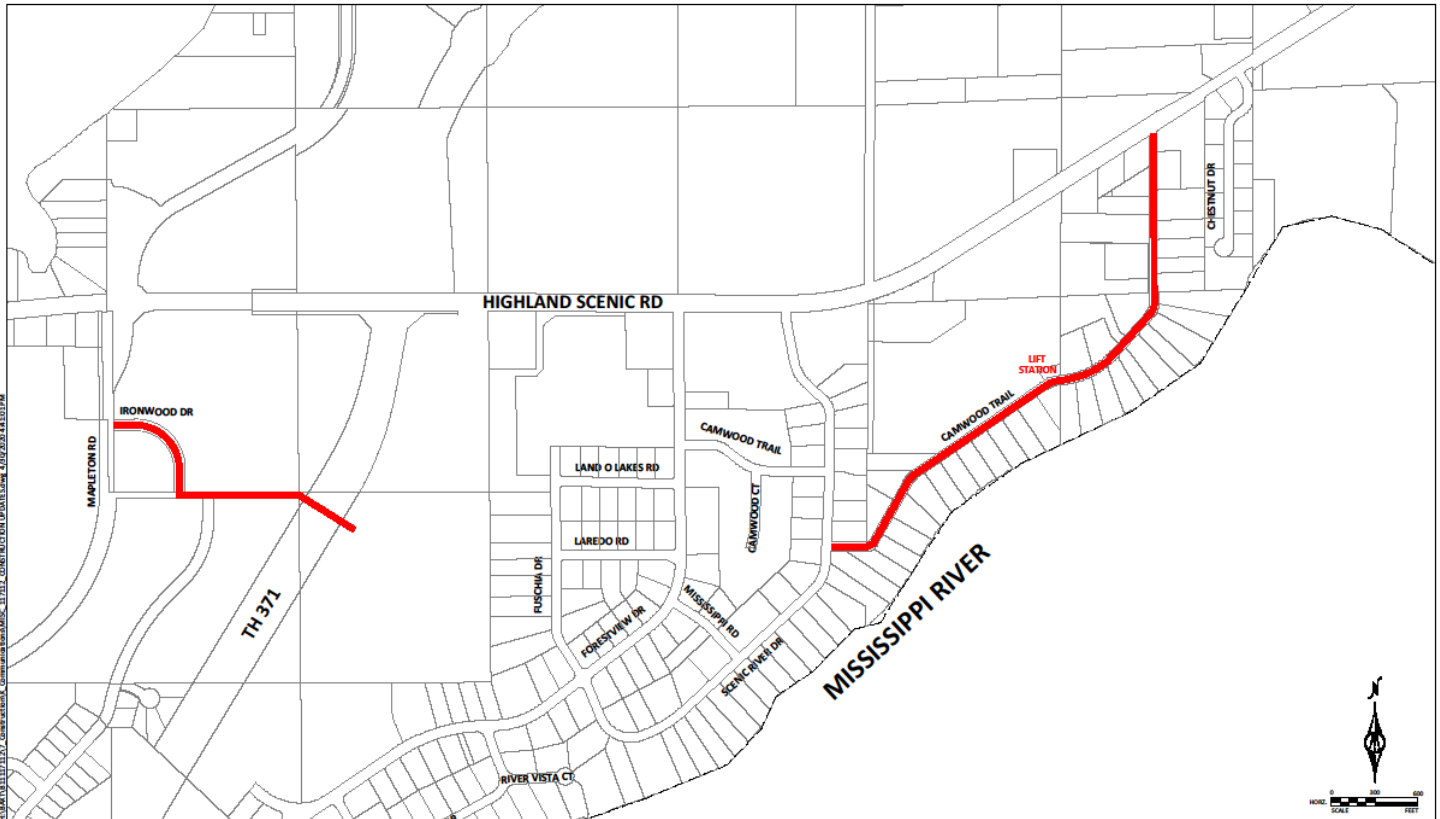 CHESTNUT DR
HIGHLAND SCENIC RD
LIFT
STATION
CAMWOOD TRAIL
IRONWOOD DR
MAPLETON RD
CAMWOOD TRAIL
LAND O LAKES RD
CAMWOOD CT
LAREDO RD
FUSCHIA DR
MISSISSIPPI RD
FORESTVIEW DR
TH 371
SCENIC RIVER DR
MISSISSIPPI RIVER
RIVER VISTA CT
N
0 300 600
HORZ.
SCALE FEET